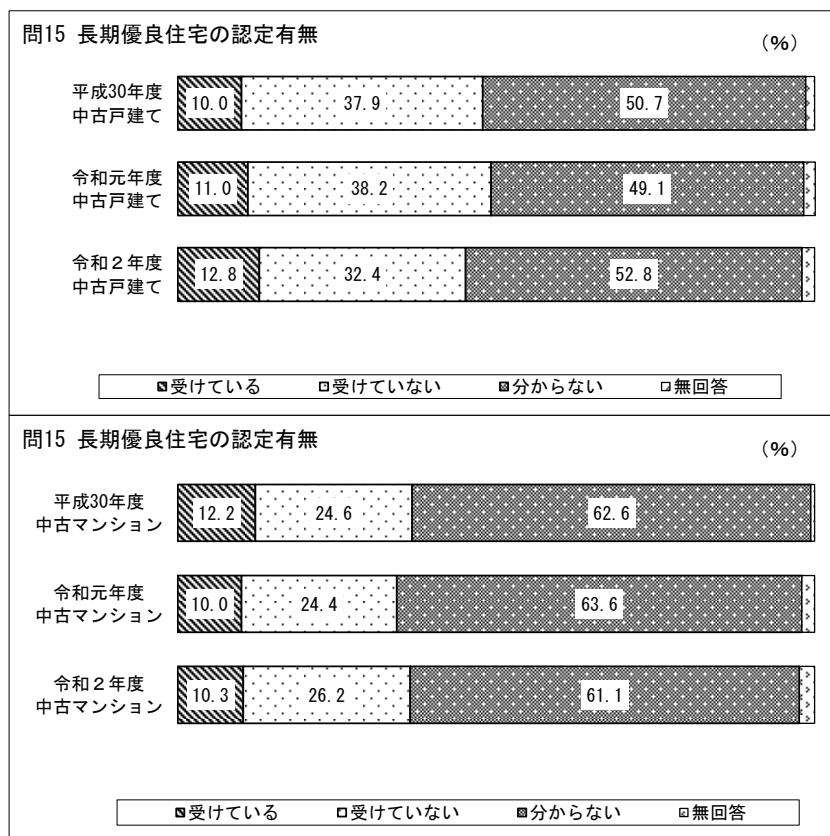 問15 長期優良住宅の認定有無
（%）
平成30年度
中古戸建て
10.0 37.9 50.7
令和元年度
中古戸建て
11.0 38.2 49.1
令和２年度
中古戸建て
12.8 32.4 52.8
受けている 受けていない 分からない 無回答
問15 長期優良住宅の認定有無
（%）
平成30年度
中古マンション
12.2 24.6 62.6
令和元年度
中古マンション
10.0 24.4 63.6
令和２年度
中古マンション
10.3 26.2 61.1
受けている 受けていない 分からない 無回答